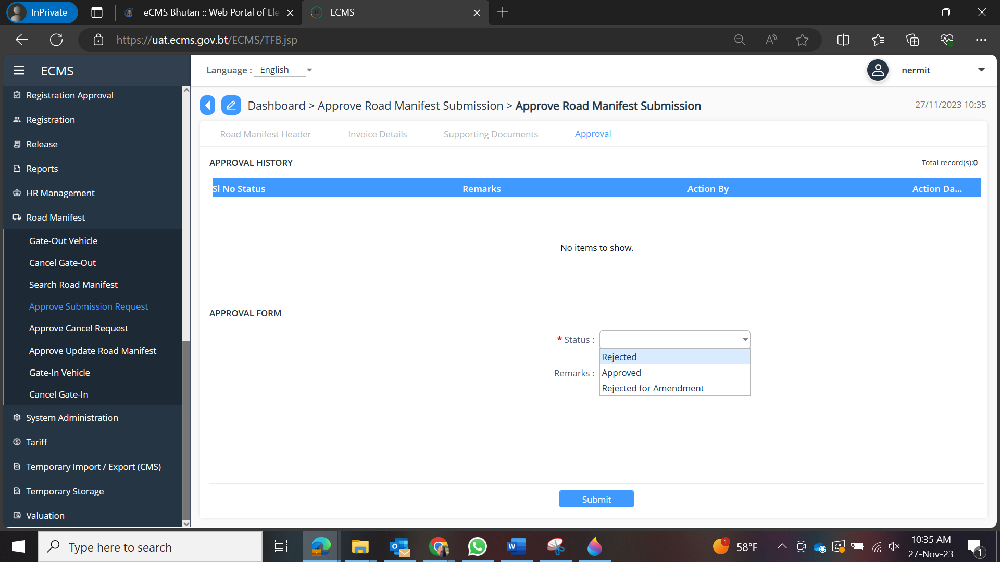 InPrivate
eCMS Bhutan :: Web Portal of Ele
ECMS
https://uat.ecms.gov.bt/ECMS/TFB.jsp
ECMS
Language :
English
nermit
Registration Approval
Registration
Release
Reports
HR Management
Road Manifest
Gate-Out Vehicle
Cancel Gate-Out
Search Road Manifest
Approve Submission Request
Approve Cancel Request
Approve Update Road Manifest
Gate-In Vehicle
Cancel Gate-In
System Administration
Tariff
Temporary Import / Export (CMS)
Temporary Storage
Valuation
Dashboard > Approve Road Manifest Submission > Approve Road Manifest Submission
27/11/2023 10:35
Road Manifest Header
Invoice Details
Supporting Documents
Approval
APPROVAL HISTORY
Total record(s):0
Sl No Status
Remarks
Action By
Action Da...
No items to show.
APPROVAL FORM
* Status :
Rejected
Remarks :
Approved
Rejected for Amendment
Submit
Type here to search
1
58°F
10:35 AM
27-Nov-23
1